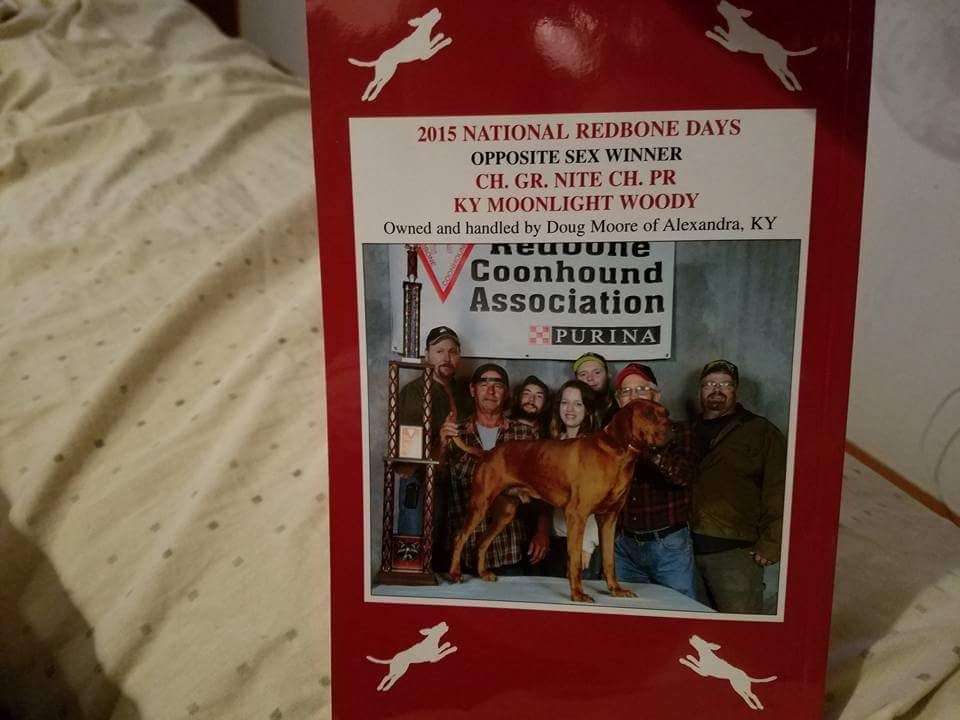 2015 NATIONAL REDBONE DAYS
OPPOSITE SEX WINNER
CH. GR. NITE CH. PR
KY MOONLIGHT WOODY
Owned and handled by Doug Moore of Alexandra, KY
Redbone
Coonhound
Association
PURINA